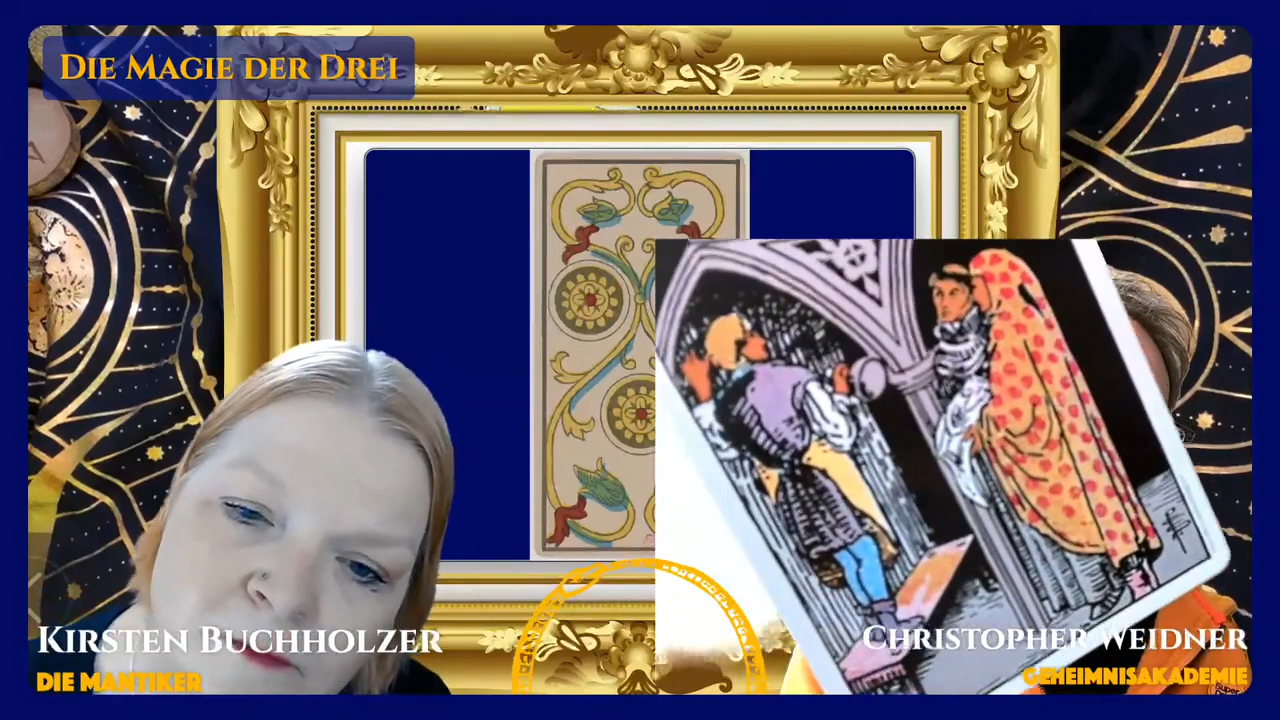 Die Magie der Drei
Kirsten Buchholzer
DIE MANTIKER
Christopher Weidner
GEHEIMNISAKADEMIE